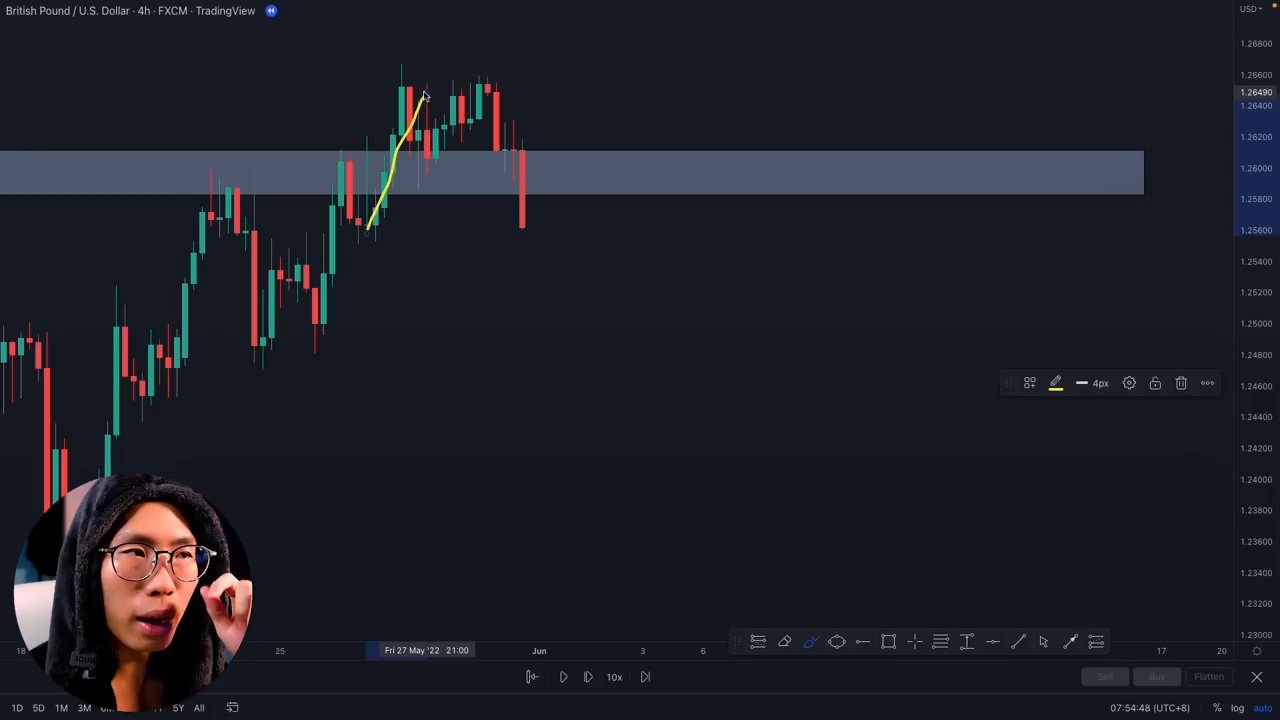 British Pound / U.S. Dollar · 4h · FXCM · TradingView
USD
1.26800
1.26600
1.26490
1.26400
1.26200
1.26000
1.25800
1.25600
1.25400
1.25200
1.25000
1.24800
1.24600
1.24400
1.24200
1.24000
1.23800
1.23600
1.23400
1.23200
1.23000
4px
18
25
Fri 27 May '22 21:00
Jun
3
6
17
20
10x
Sell
Buy
Flatten
1D
5D
1M
3M
5Y
All
07:54:48 (UTC+8)
%
log
auto